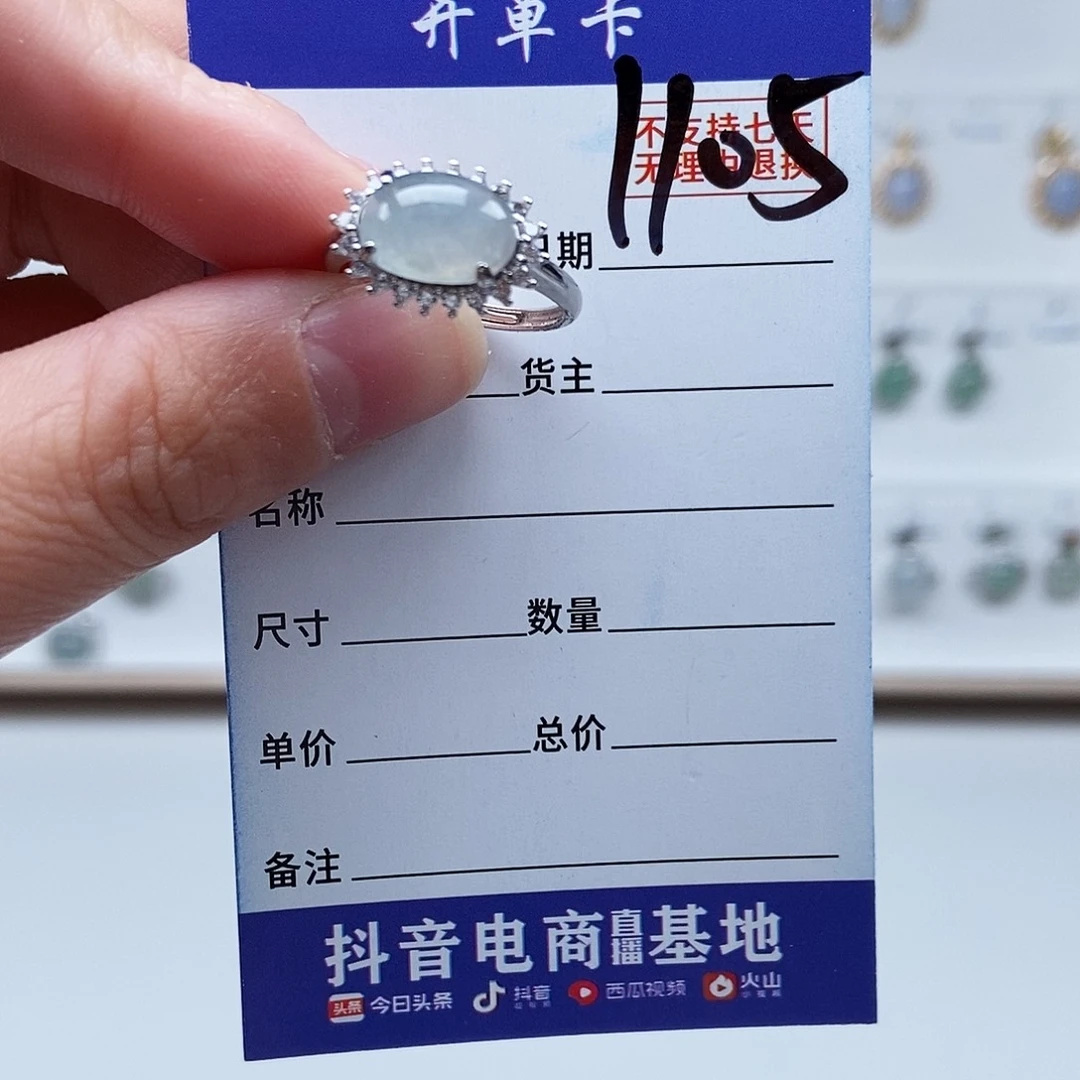 开单卡
1105
不支持七天
无理由退换
日期
货主
名称
尺寸 数量
单价 总价
备注
抖音电商直播基地
头条 今日头条 抖音 西瓜视频 火山